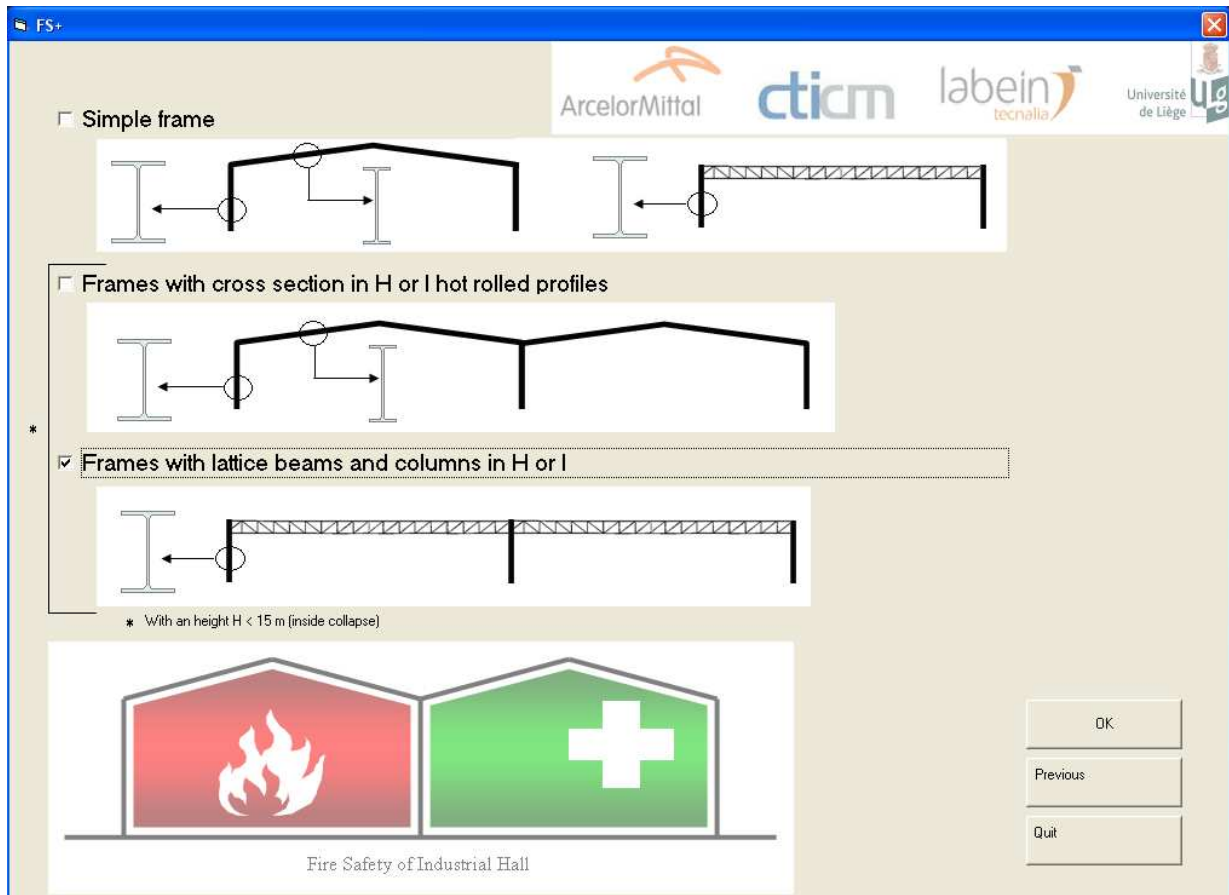 FS+
ArcelorMittal
cticm
labein
tecnalia
Université
de Liège
ULg
Simple frame
Frames with cross section in H or I hot rolled profiles
*
Frames with lattice beams and columns in H or I
* With an height H < 15 m (inside collapse)
Fire Safety of Industrial Hall
OK
Previous
Quit